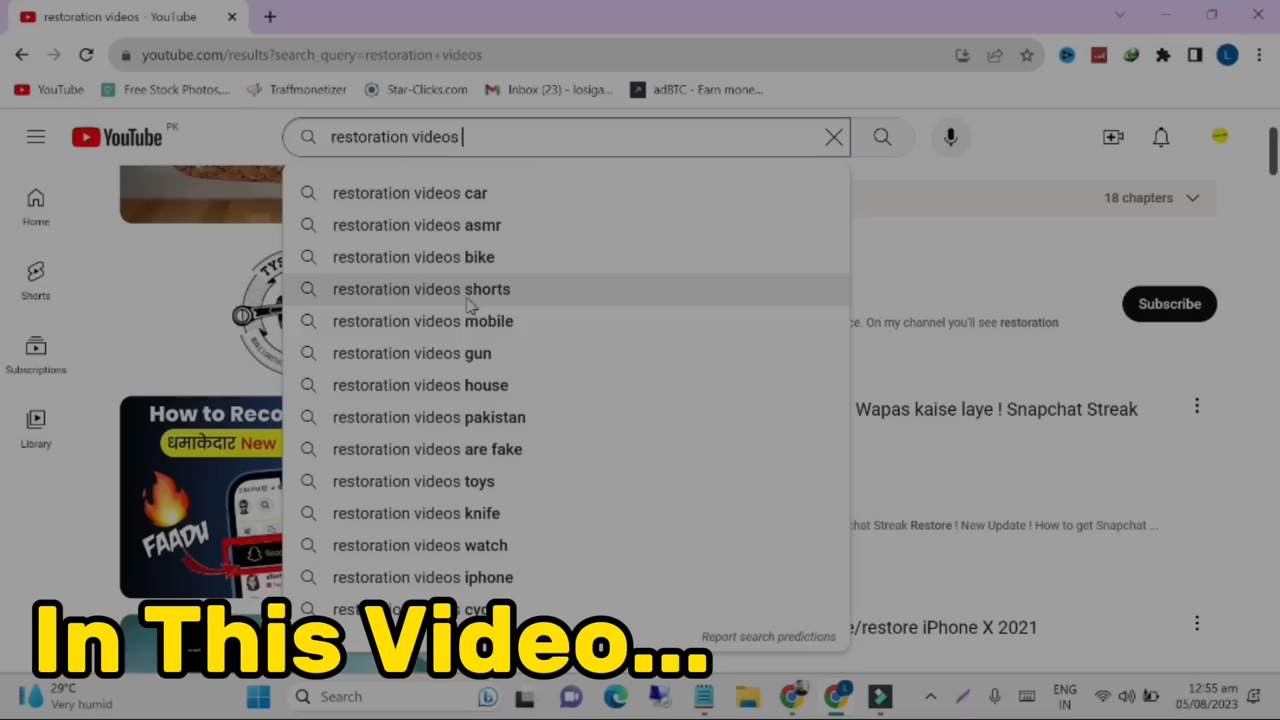 restoration videos - YouTube
youtube.com/results?search_query=restoration+videos
YouTube
Free Stock Photos,...
Traffmonetizer
Star-Clicks.com
Inbox (23) - losiga...
adBTC - Earn mone...
YouTube PK
restoration videos
L
restoration videos car
restoration videos asmr
restoration videos bike
restoration videos shorts
restoration videos mobile
restoration videos gun
restoration videos house
restoration videos pakistan
restoration videos are fake
restoration videos toys
restoration videos knife
restoration videos watch
restoration videos iphone
Report search predictions
Home
Shorts
Subscriptions
Library
18 chapters
Subscribe
On my channel you'll see restoration
Wapas kaise laye ! Snapchat Streak
Streak Restore ! New Update ! How to get Snapchat ...
/restore iPhone X 2021
How to
धमाकेदार New
FAADU
In This Video...
29°C
Very humid
Search
ENG
IN
12:55 am
05/08/2023